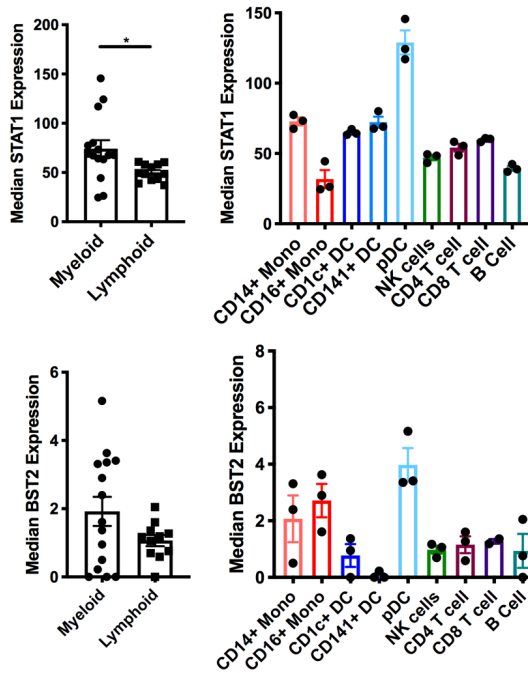 Median STAT1 Expression
200
150
100
50
0
*
Myeloid
Lymphoid
Median STAT1 Expression
150
100
50
0
CD14+ Mono
CD16+ Mono
CD1c+ DC
CD141+ DC
pDC
NK cells
CD4 T cell
CD8 T cell
B Cell
Median BST2 Expression
6
4
2
0
Myeloid
Lymphoid
Median BST2 Expression
8
6
4
2
0
CD14+ Mono
CD16+ Mono
CD1c+ DC
CD141+ DC
pDC
NK cells
CD4 T cell
CD8 T cell
B Cell